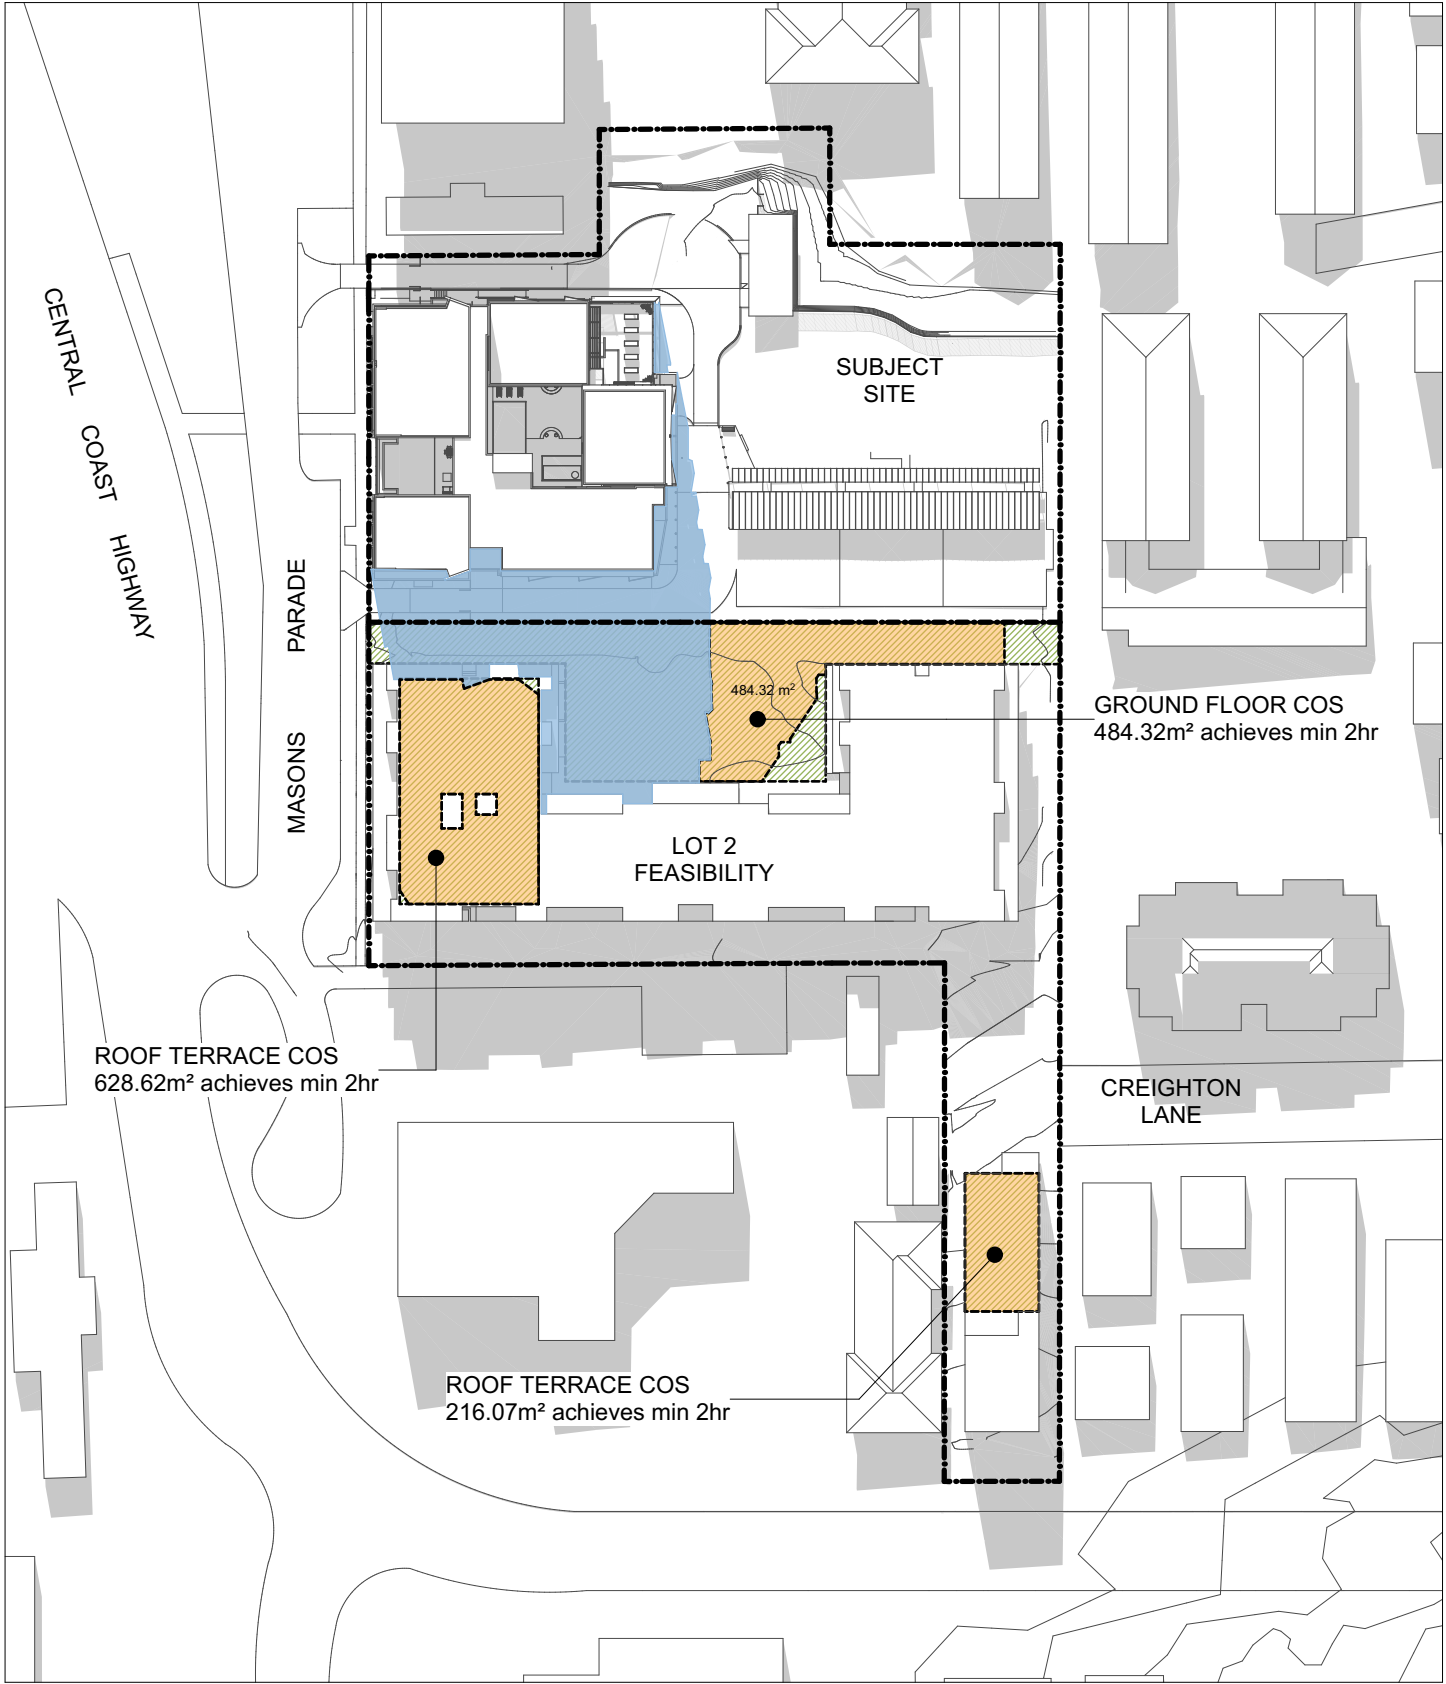 CENTRAL COAST HIGHWAY
SUBJECT
SITE
MASONS PARADE
484.32 m²
GROUND FLOOR COS
484.32m² achieves min 2hr
LOT 2
FEASIBILITY
ROOF TERRACE COS
628.62m² achieves min 2hr
CREIGHTON
LANE
ROOF TERRACE COS
216.07m² achieves min 2hr